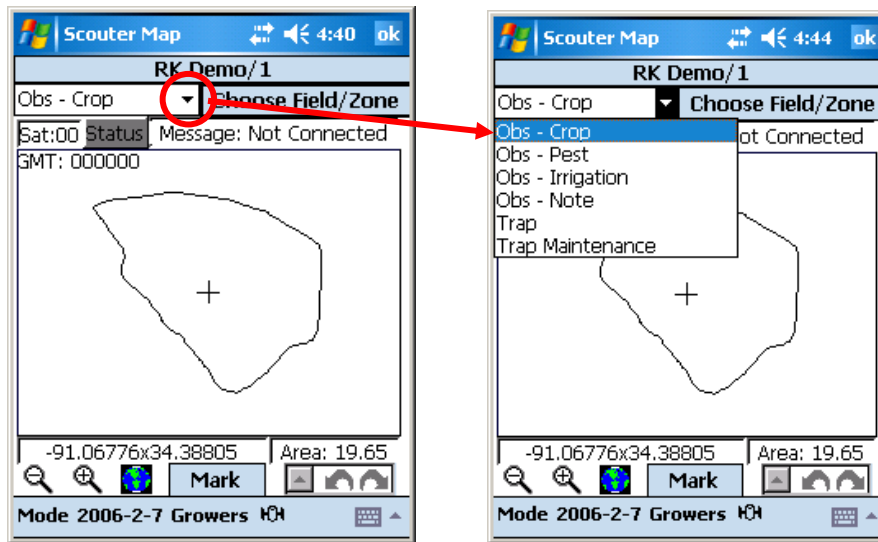 Scouter Map 4:40 ok
RK Demo/1
Obs - Crop Choose Field/Zone
Sat:00 Status Message: Not Connected
GMT: 000000
-91.06776x34.38805 Area: 19.65
Mark
Mode 2006-2-7 Growers
Scouter Map 4:44 ok
RK Demo/1
Obs - Crop Choose Field/Zone
Obs - Crop ot Connected
Obs - Pest
Obs - Irrigation
Obs - Note
Trap
Trap Maintenance
-91.06776x34.38805 Area: 19.65
Mark
Mode 2006-2-7 Growers